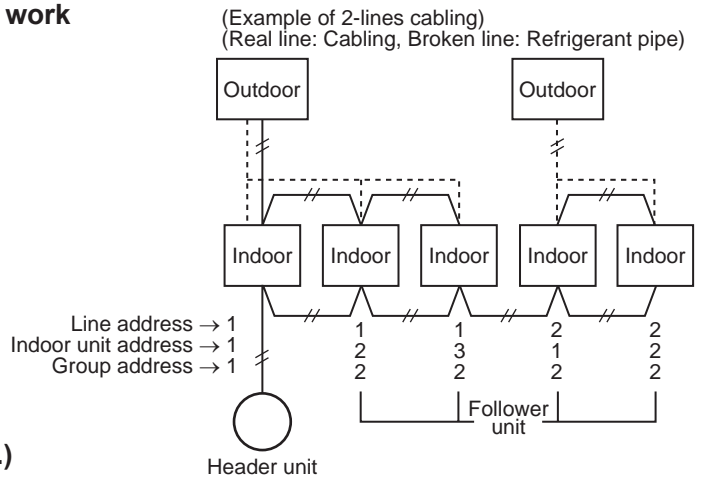 work
(Example of 2-lines cabling)
(Real line: Cabling, Broken line: Refrigerant pipe)
Outdoor Outdoor
Indoor Indoor Indoor Indoor Indoor
Line address → 1 1 1 2 2
Indoor unit address → 1 2 3 1 2
Group address → 1 2 2 2 2
Follower
unit
.)
Header unit